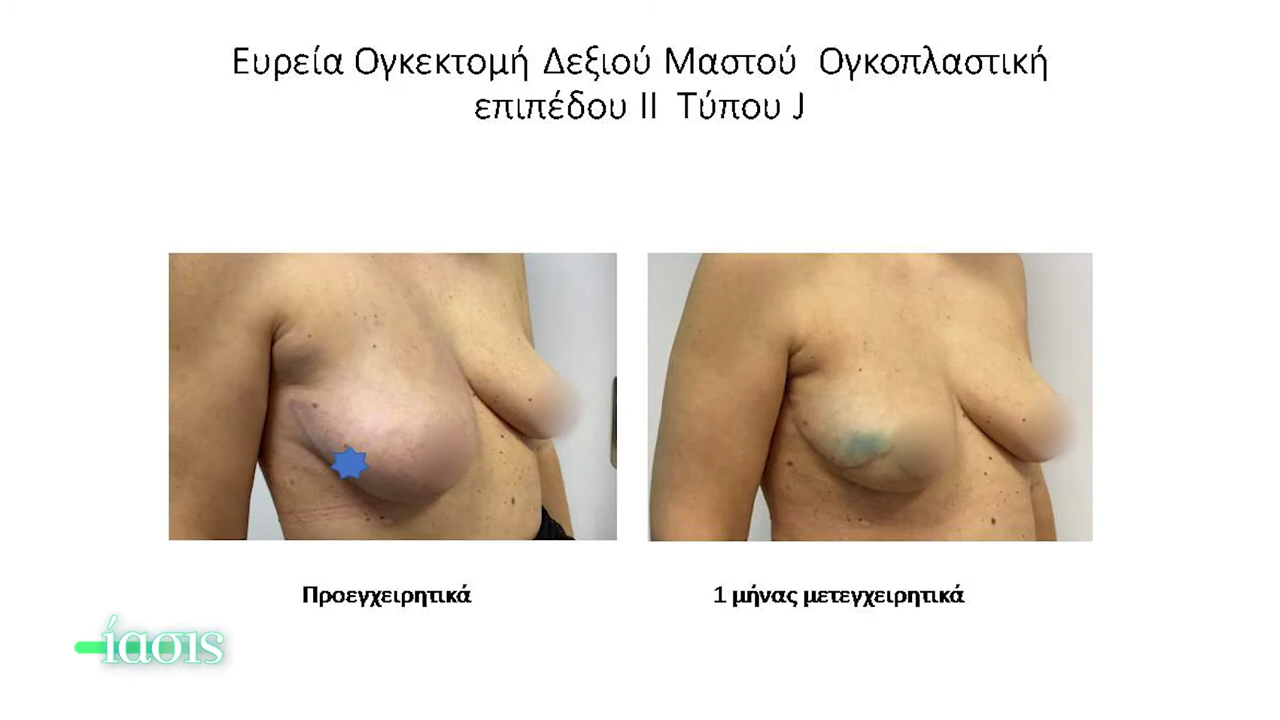 Ευρεία Ογκεκτομή Δεξιού Μαστού Ογκοπλαστική
επιπέδου ΙΙ Τύπου J
Προεγχειρητικά
1 μήνας μετεγχειρητικά
ίασις